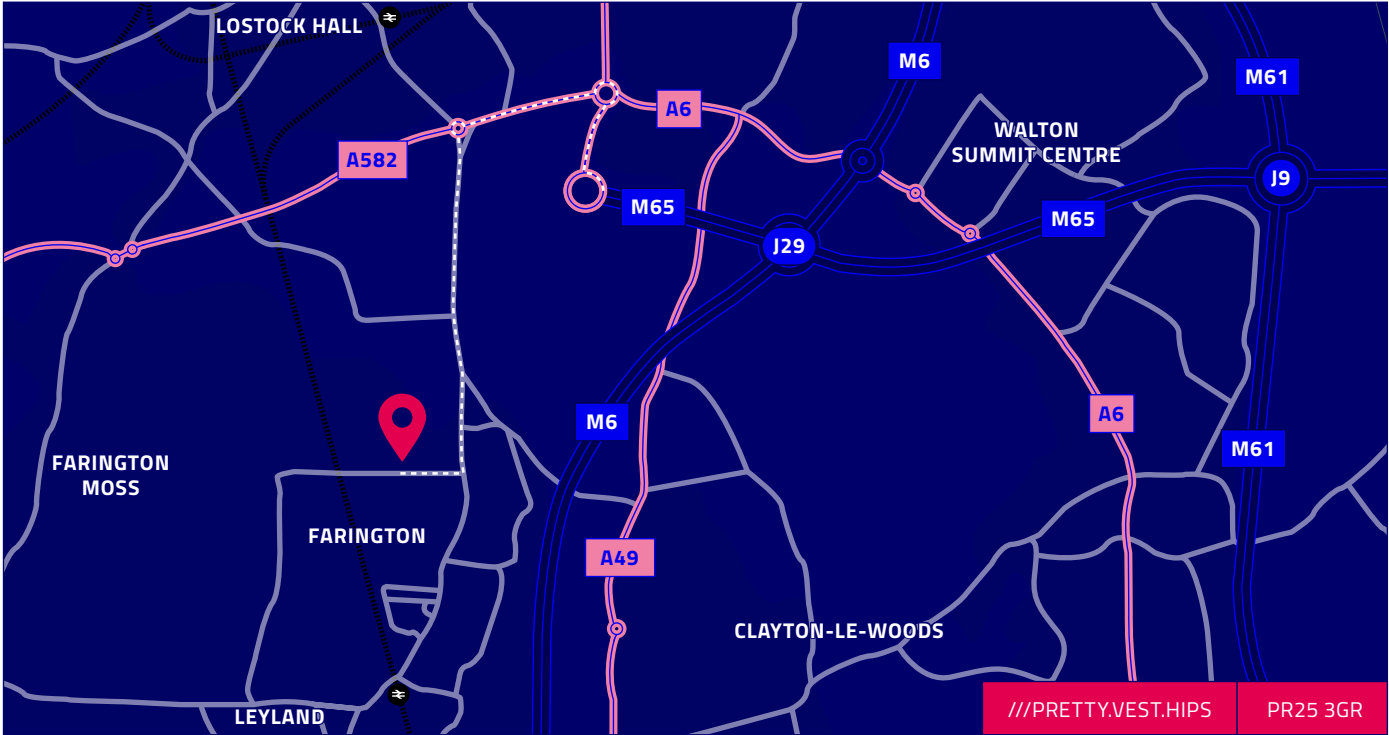 LOSTOCK HALL
M6
M61
A6
WALTON
SUMMIT CENTRE
A582
J9
M65
M65
J29
A6
M6
M61
FARINGTON
MOSS
FARINGTON
A49
CLAYTON-LE-WOODS
///PRETTY.VEST.HIPS
PR25 3GR
LEYLAND